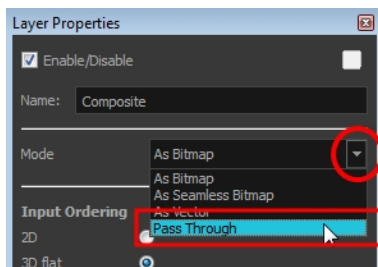 Layer Properties
Enable/Disable
Name: Composite
Mode As Bitmap
As Bitmap
As Seamless Bitmap
Input Ordering As Vector
2D Pass Through
3D flat